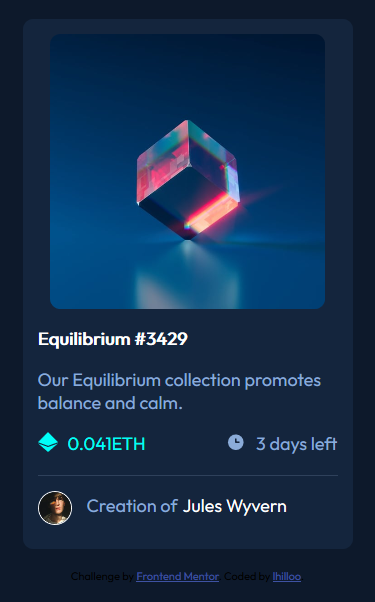 Equilibrium #3429
Our Equilibrium collection promotes
balance and calm.
0.041ETH 3 days left
Creation of Jules Wyvern
Challenge by Frontend Mentor. Coded by lhilloo